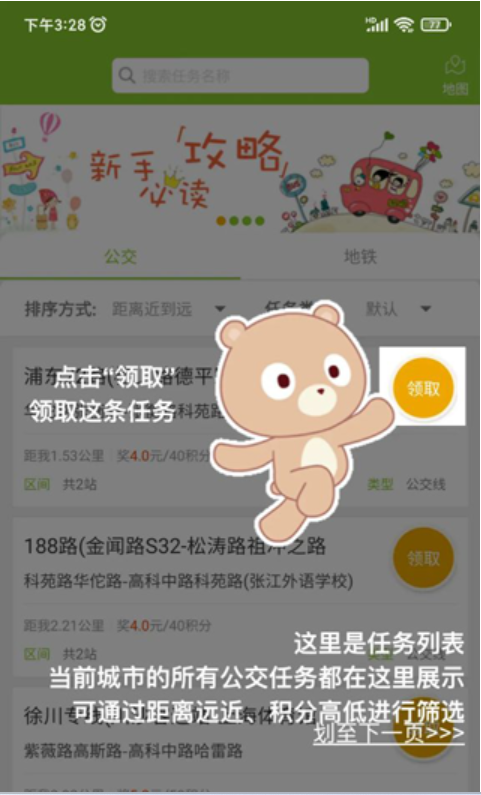 下午3:28
HD
77
搜索任务名称
地图
新手必读
「攻略」
公交
地铁
排序方式: 距离近到远
任务类
默认
浦东
路德平
点击“领取”
领取这条任务
科苑路
领取
距我1.53公里 奖4.0元/40积分
区间 共2站
类型 公交线
188路(金闻路S32-松涛路祖冲之路
科苑路华佗路-高科中路科苑路(张江外语学校)
领取
距我2.21公里 奖4.0元/40积分
区间 共2站
这里是任务列表
当前城市的所有公交任务都在这里展示
可通过距离远近、积分高低进行筛选
划至下一页>>>
徐川专
紫薇路高斯路-高科中路哈雷路